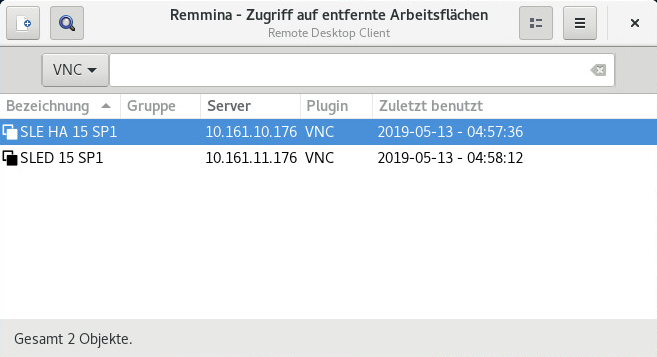 Remmina - Zugriff auf entfernte Arbeitsflächen
Remote Desktop Client
VNC
Bezeichnung Gruppe Server Plugin Zuletzt benutzt
SLE HA 15 SP1 10.161.10.176 VNC 2019-05-13 - 04:57:36
SLED 15 SP1 10.161.11.176 VNC 2019-05-13 - 04:58:12
Gesamt 2 Objekte.